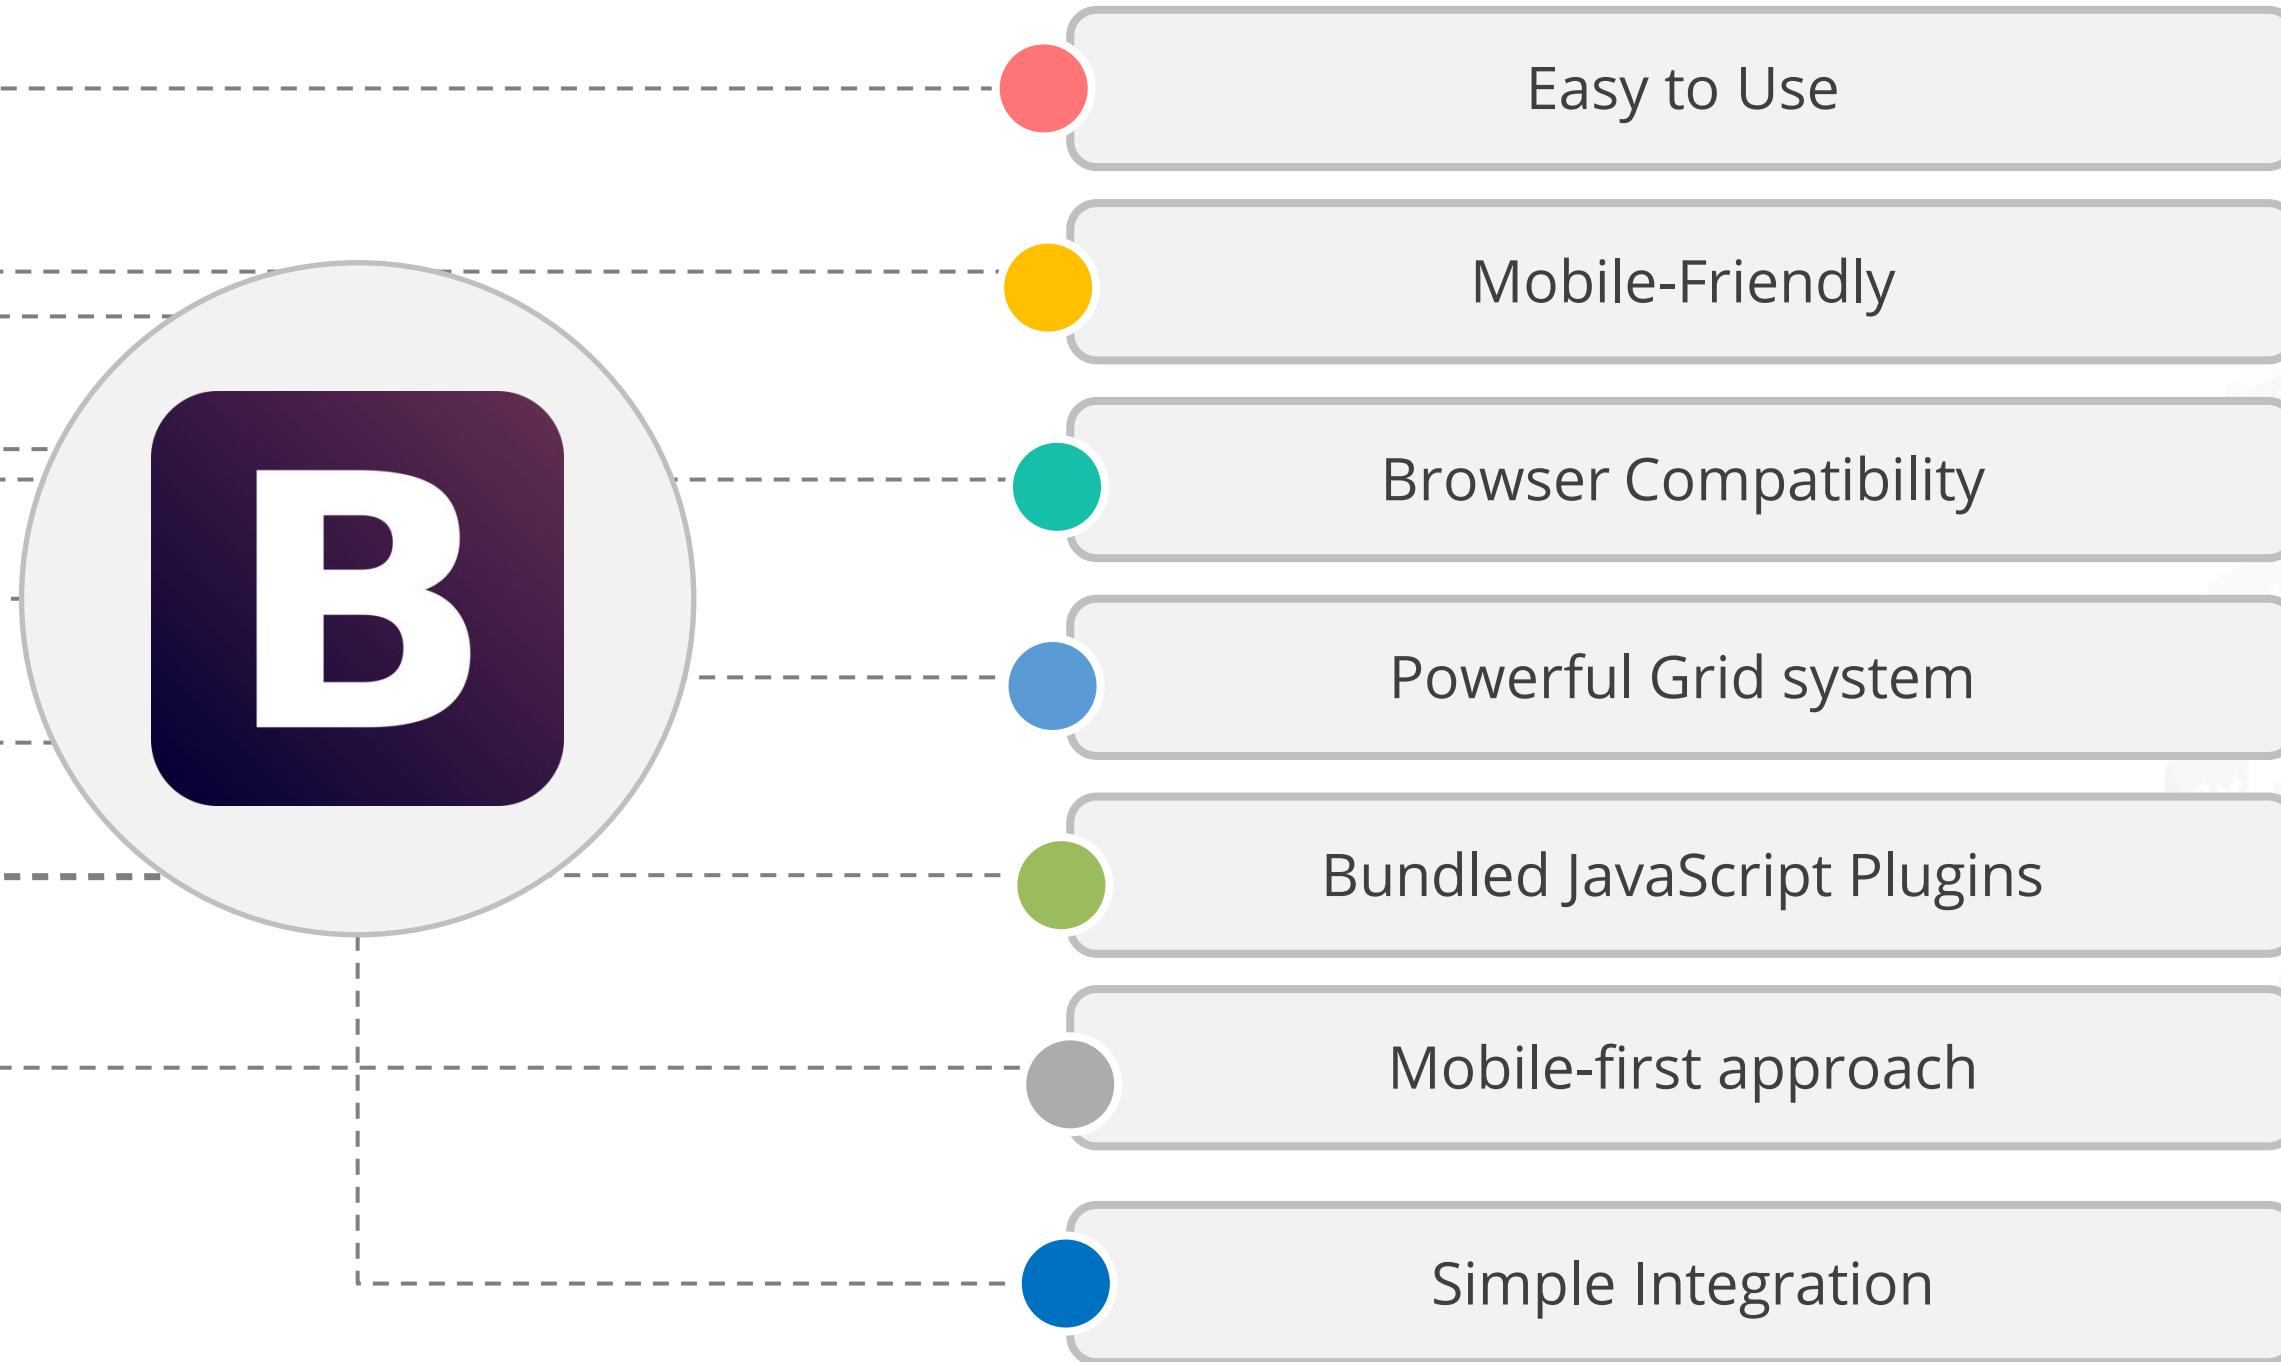 Easy to Use
Mobile-Friendly
B
Browser Compatibility
Powerful Grid system
Bundled JavaScript Plugins
Mobile-first approach
Simple Integration